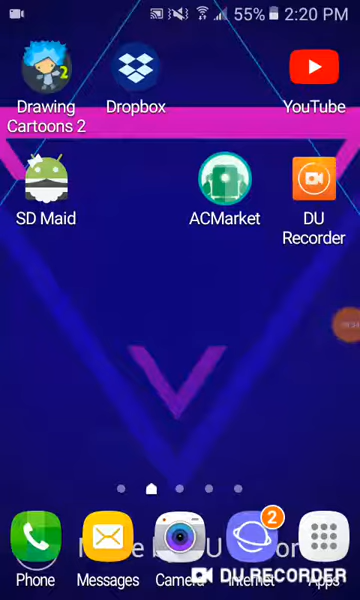 55% 2:20 PM
Drawing Cartoons 2
Dropbox
YouTube
SD Maid
ACMarket
DU Recorder
2
Phone
Messages
Camera
Internet
Apps
DU RECORDER